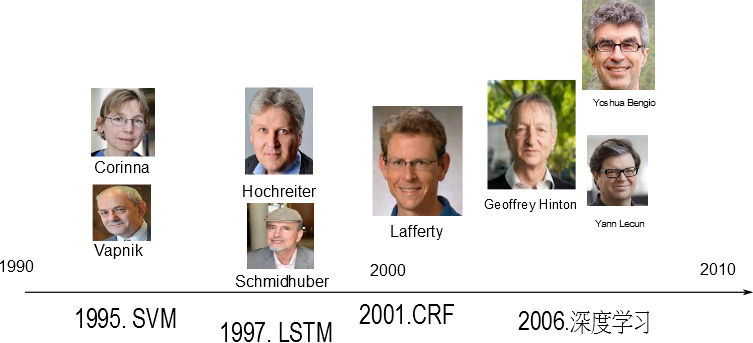 Yoshua Bengio
Corinna
Hochreiter
Geoffrey Hinton
Lafferty
Yann Lecun
Vapnik
Schmidhuber
1990
2000
2010
1995. SVM
1997. LSTM
2001.CRF
2006.深度学习